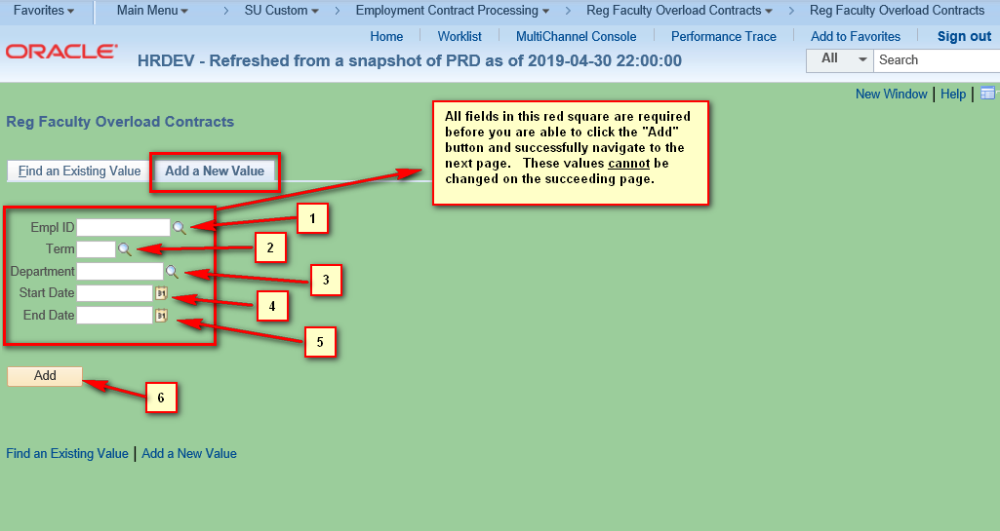 Favorites Main Menu > SU Custom > Employment Contract Processing > Reg Faculty Overload Contracts > Reg Faculty Overload Contracts
Home Worklist MultiChannel Console Performance Trace Add to Favorites Sign out
ORACLE®
HRDEV - Refreshed from a snapshot of PRD as of 2019-04-30 22:00:00
All Search
New Window | Help |
Reg Faculty Overload Contracts
All fields in this red square are required
before you are able to click the "Add"
button and successfully navigate to the
next page. These values cannot be
changed on the succeeding page.
Find an Existing Value Add a New Value
Empl ID 1
Term 2
Department 3
Start Date 31 4
End Date 31 5
Add 6
Find an Existing Value | Add a New Value